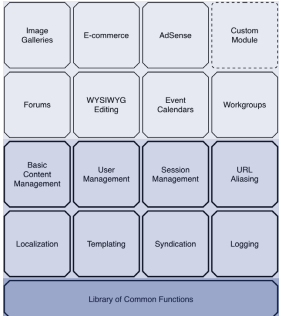 Image
Galleries
E-commerce
AdSense
Custom
Module
Forums
WYSIWYG
Editing
Event
Calendars
Workgroups
Basic
Content
Management
User
Management
Session
Management
URL
Aliasing
Localization
Templating
Syndication
Logging
Library of Common Functions